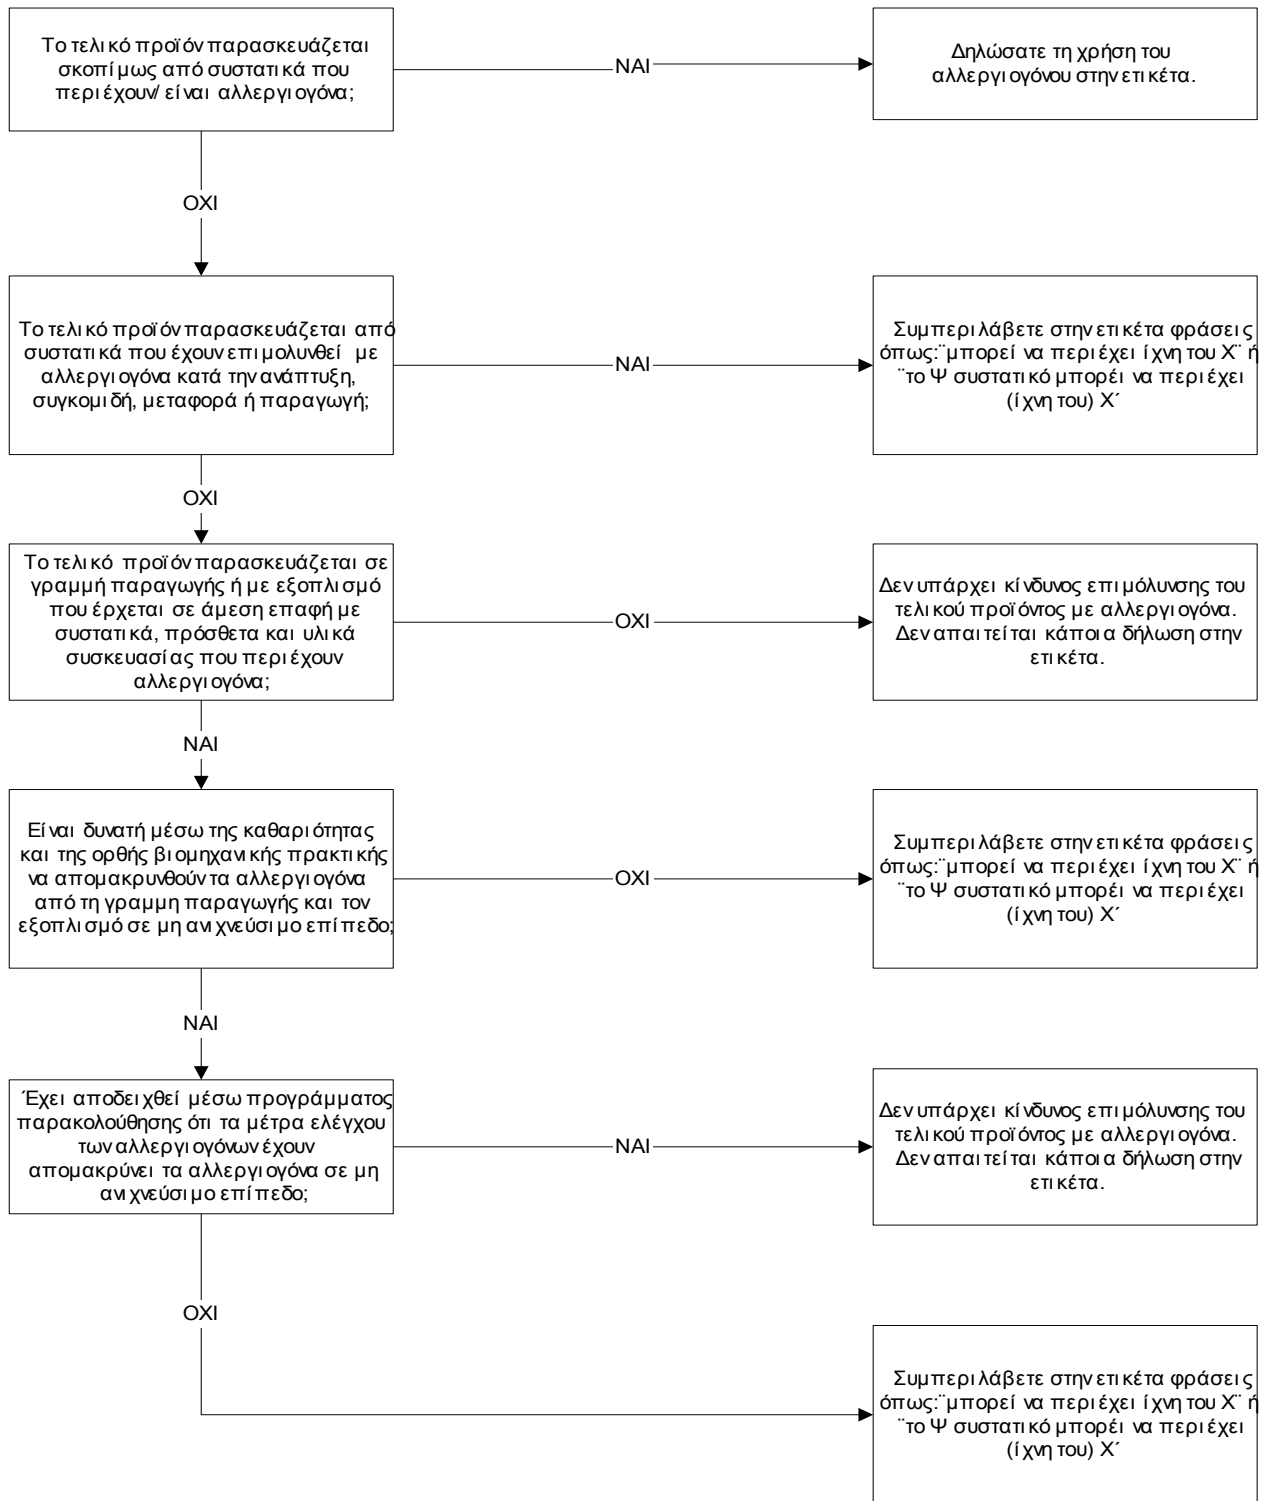 Το τελικό προϊόν παρασκευάζεται
σκοπίμως από συστατικά που
περιέχουν/ είναι αλλεργιογόνα;
ΝΑΙ
Δηλώσατε τη χρήση του
αλλεργιογόνου στην ετικέτα.
ΟΧΙ
Το τελικό προϊόν παρασκευάζεται από
συστατικά που έχουν επιμολυνθεί με
αλλεργιογόνα κατά την ανάπτυξη,
συγκομιδή, μεταφορά ή παραγωγή;
ΝΑΙ
Συμπεριλάβετε στην ετικέτα φράσεις
όπως:¨μπορεί να περιέχει ίχνη του Χ¨ ή
¨το Ψ συστατικό μπορέι να περιέχει
(ίχνη του) Χ΄
ΟΧΙ
Το τελικό προϊόν παρασκευάζεται σε
γραμμή παραγωγής ή με εξοπλισμό
που έρχεται σε άμεση επαφή με
συστατικά, πρόσθετα και υλικά
συσκευασίας που περιέχουν
αλλεργιογόνα;
ΟΧΙ
Δεν υπάρχει κίνδυνος επιμόλυνσης του
τελικού προϊόντος με αλλεργιογόνα.
Δεν απαιτείται κάποια δήλωση στην
ετικέτα.
ΝΑΙ
Είναι δυνατή μέσω της καθαριότητας
και της ορθής βιομηχανικής πρακτικής
να απομακρυνθούν τα αλλεργιογόνα
από τη γραμμη παραγωγής και τον
εξοπλισμό σε μη ανιχνεύσιμο επίπεδο;
ΟΧΙ
Συμπεριλάβετε στην ετικέτα φράσεις
όπως:¨μπορεί να περιέχει ίχνη του Χ¨ ή
¨το Ψ συστατικό μπορέι να περιέχει
(ίχνη του) Χ΄
ΝΑΙ
Έχει αποδειχθεί μέσω προγράμματος
παρακολούθησης ότι τα μέτρα ελέγχου
των αλλεργιογόνων έχουν
απομακρύνει τα αλλεργιογόνα σε μη
ανιχνεύσιμο επίπεδο;
ΝΑΙ
Δεν υπάρχει κίνδυνος επιμόλυνσης του
τελικού προϊόντος με αλλεργιογόνα.
Δεν απαιτείται κάποια δήλωση στην
ετικέτα.
ΟΧΙ
Συμπεριλάβετε στην ετικέτα φράσεις
όπως:¨μπορεί να περιέχει ίχνη του Χ¨ ή
¨το Ψ συστατικό μπορέι να περιέχει
(ίχνη του) Χ΄